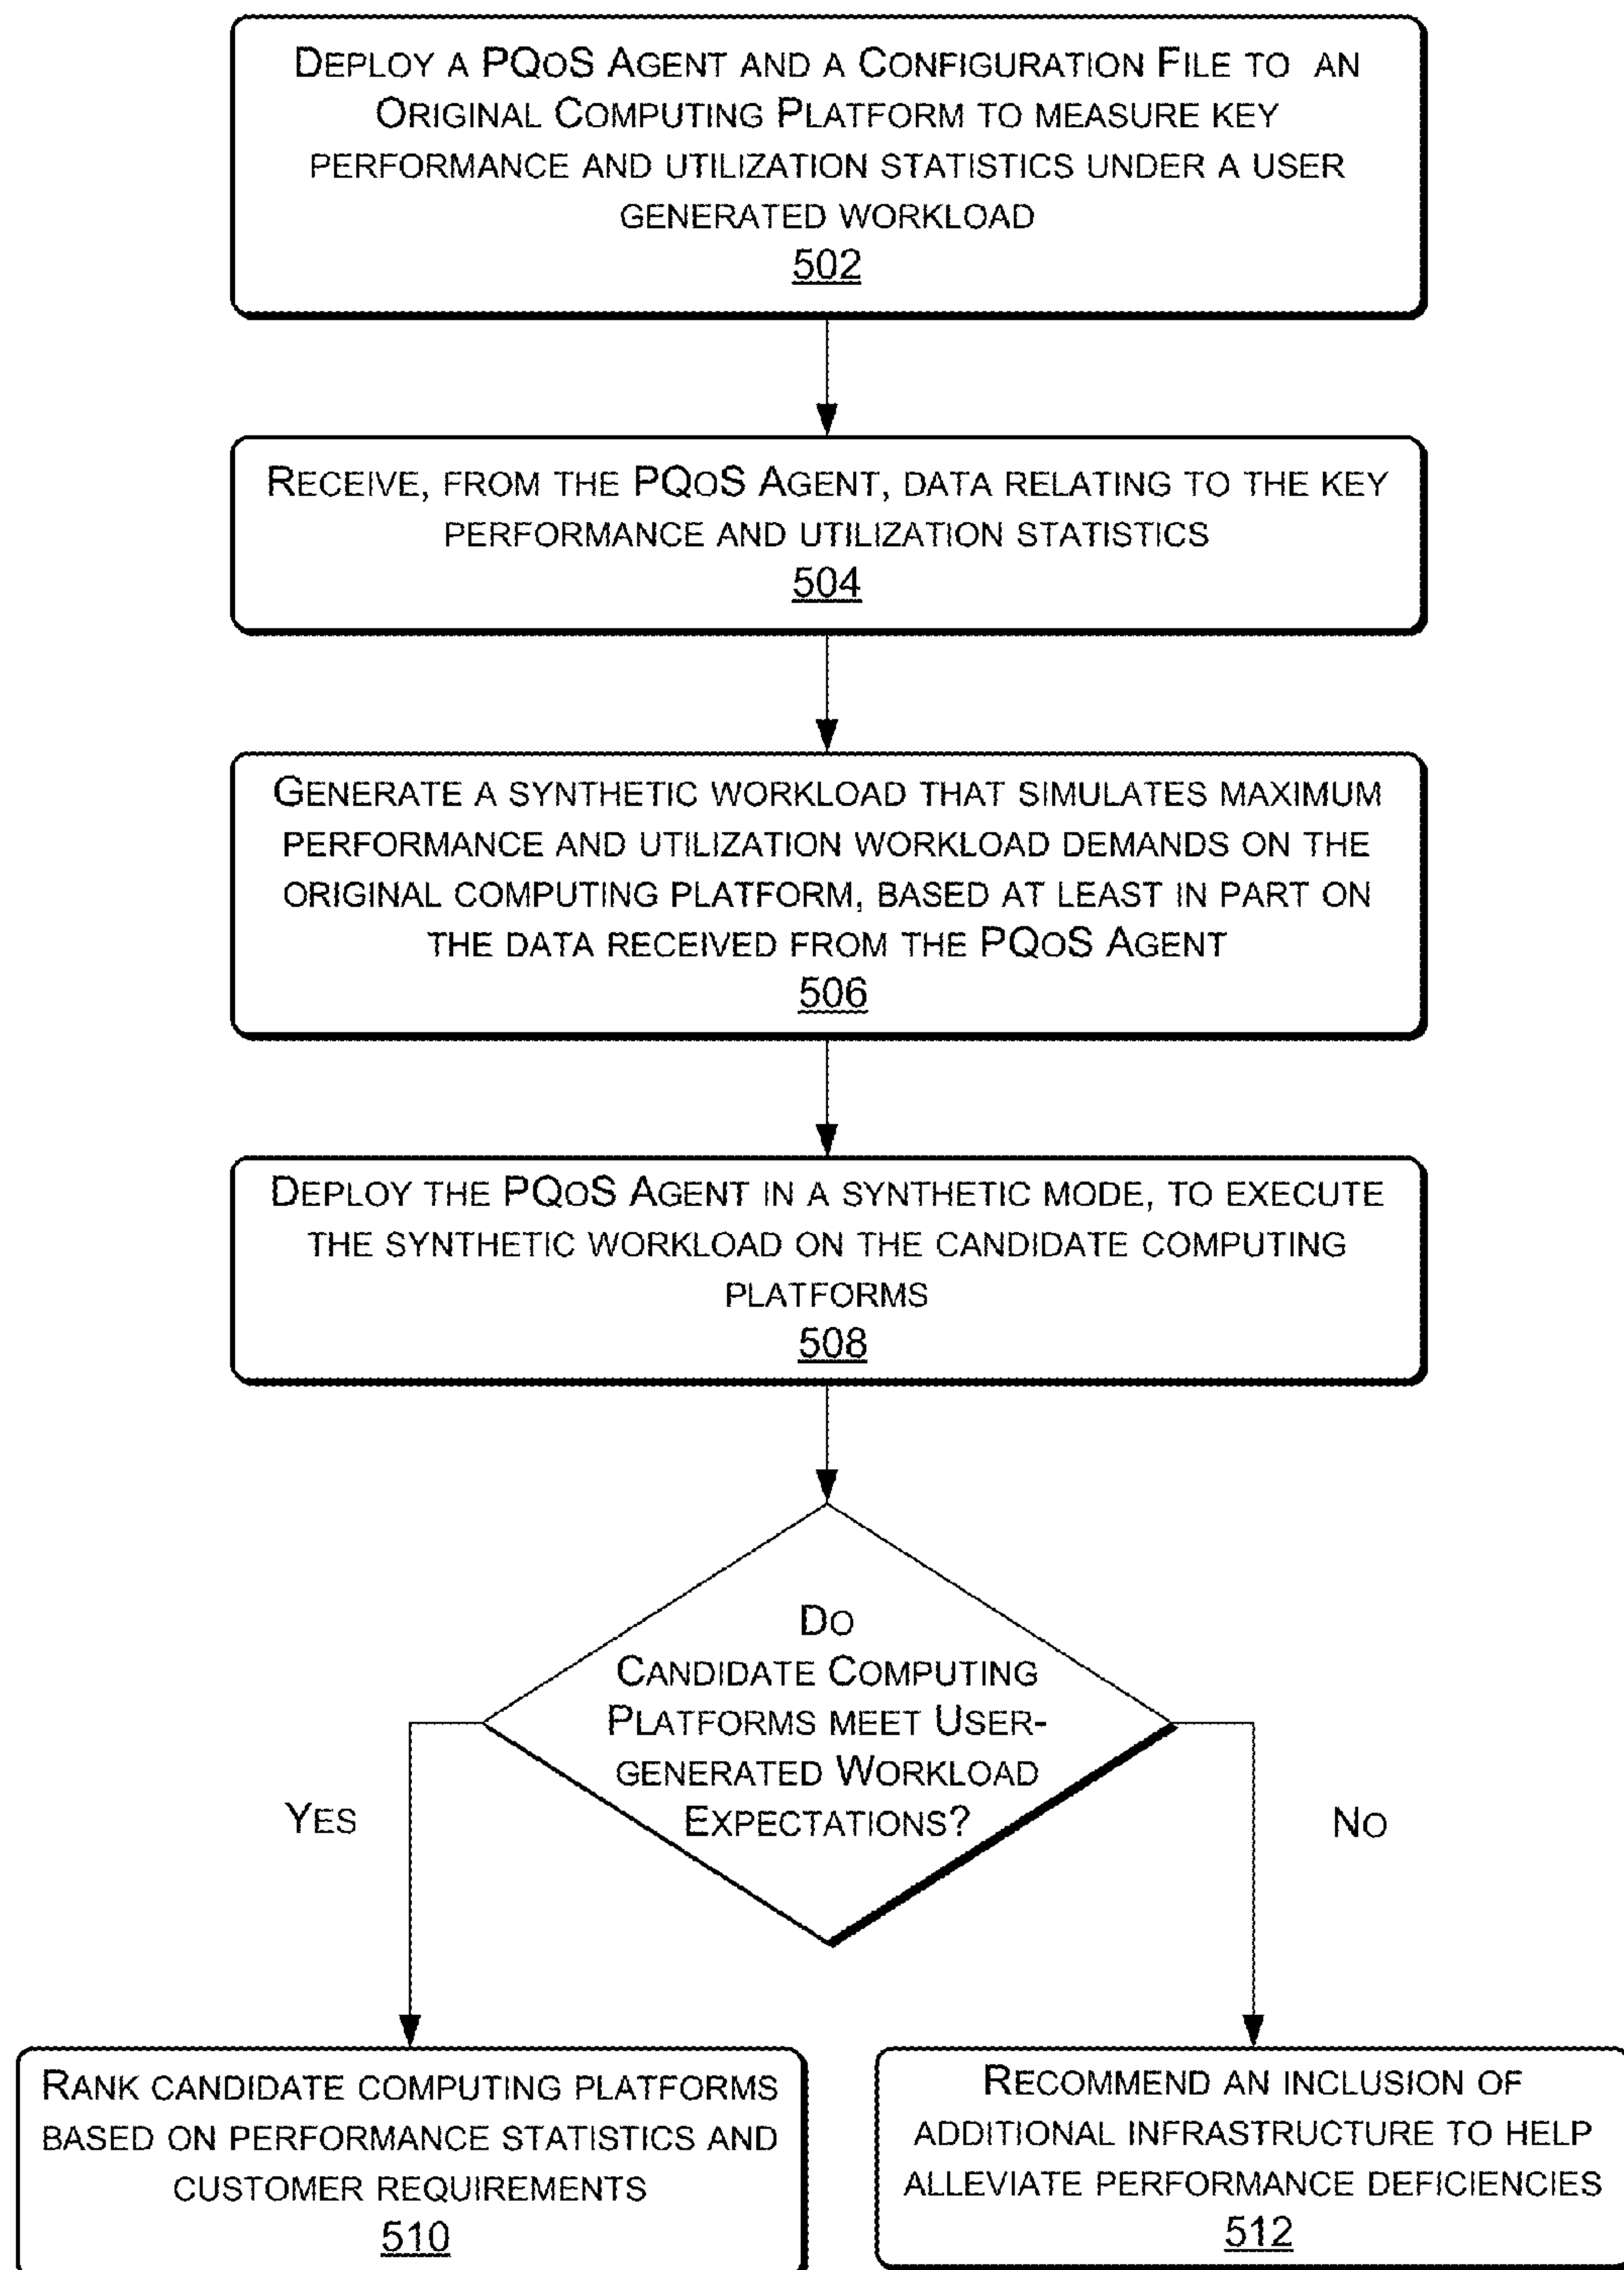 DEPLOY A PQOS AGENT AND A CONFIGURATION FILE TO AN
ORIGINAL COMPUTING PLATFORM TO MEASURE KEY
PERFORMANCE AND UTILIZATION STATISTICS UNDER A USER
GENERATED WORKLOAD
502
RECEIVE, FROM THE PQOS AGENT, DATA RELATING TO THE KEY
PERFORMANCE AND UTILIZATION STATISTICS
504
GENERATE A SYNTHETIC WORKLOAD THAT SIMULATES MAXIMUM
PERFORMANCE AND UTILIZATION WORKLOAD DEMANDS ON THE
ORIGINAL COMPUTING PLATFORM, BASED AT LEAST IN PART ON
THE DATA RECEIVED FROM THE PQOS AGENT
506
DEPLOY THE PQOS AGENT IN A SYNTHETIC MODE, TO EXECUTE
THE SYNTHETIC WORKLOAD ON THE CANDIDATE COMPUTING
PLATFORMS
508
DO
CANDIDATE COMPUTING
PLATFORMS MEET USER-
GENERATED WORKLOAD
EXPECTATIONS?
YES
NO
RANK CANDIDATE COMPUTING PLATFORMS
BASED ON PERFORMANCE STATISTICS AND
CUSTOMER REQUIREMENTS
510
RECOMMEND AN INCLUSION OF
ADDITIONAL INFRASTRUCTURE TO HELP
ALLEVIATE PERFORMANCE DEFICIENCIES
512